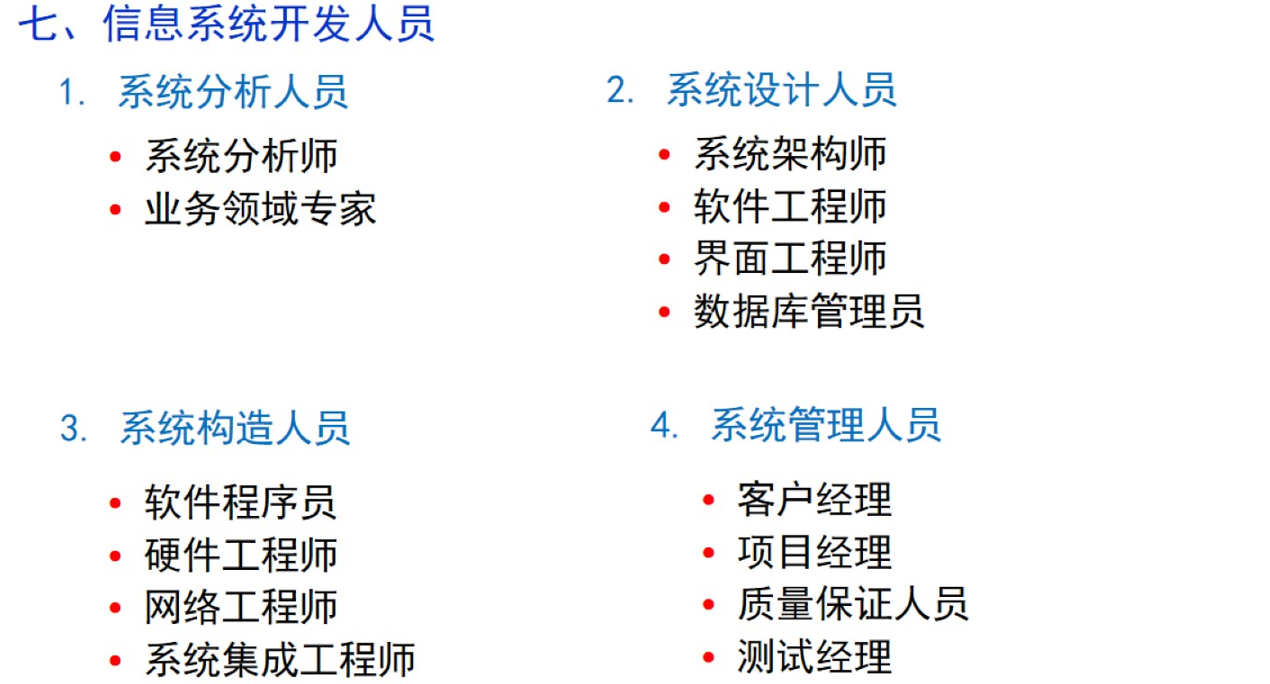 七、信息系统开发人员
1. 系统分析人员
• 系统分析师
• 业务领域专家
2. 系统设计人员
• 系统架构师
• 软件工程师
• 界面工程师
• 数据库管理员
3. 系统构造人员
• 软件程序员
• 硬件工程师
• 网络工程师
• 系统集成工程师
4. 系统管理人员
• 客户经理
• 项目经理
• 质量保证人员
• 测试经理